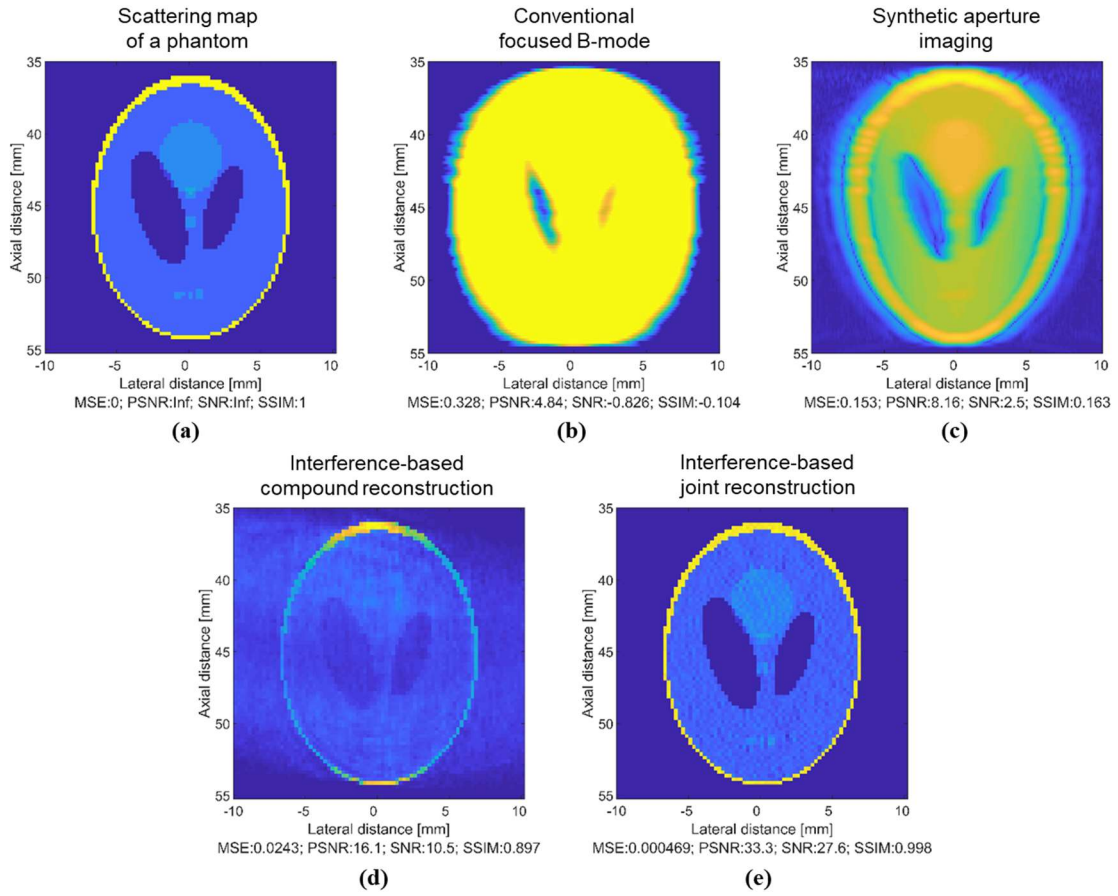 Scattering map
of a phantom
Conventional
focused B-mode
Synthetic aperture
imaging
35
40
45
50
55
Axial distance [mm]
-10 -5 0 5 10
Lateral distance [mm]
MSE:0; PSNR:Inf; SNR:Inf; SSIM:1
(a)
35
40
45
50
55
Axial distance [mm]
-10 -5 0 5 10
Lateral distance [mm]
MSE:0.328; PSNR:4.84; SNR:-0.826; SSIM:-0.104
(b)
35
40
45
50
55
Axial distance [mm]
-10 -5 0 5 10
Lateral distance [mm]
MSE:0.153; PSNR:8.16; SNR:2.5; SSIM:0.163
(c)
Interference-based
compound reconstruction
Interference-based
joint reconstruction
35
40
45
50
55
Axial distance [mm]
-10 -5 0 5 10
Lateral distance [mm]
MSE:0.0243; PSNR:16.1; SNR:10.5; SSIM:0.897
(d)
35
40
45
50
55
Axial distance [mm]
-10 -5 0 5 10
Lateral distance [mm]
MSE:0.000469; PSNR:33.3; SNR:27.6; SSIM:0.998
(e)